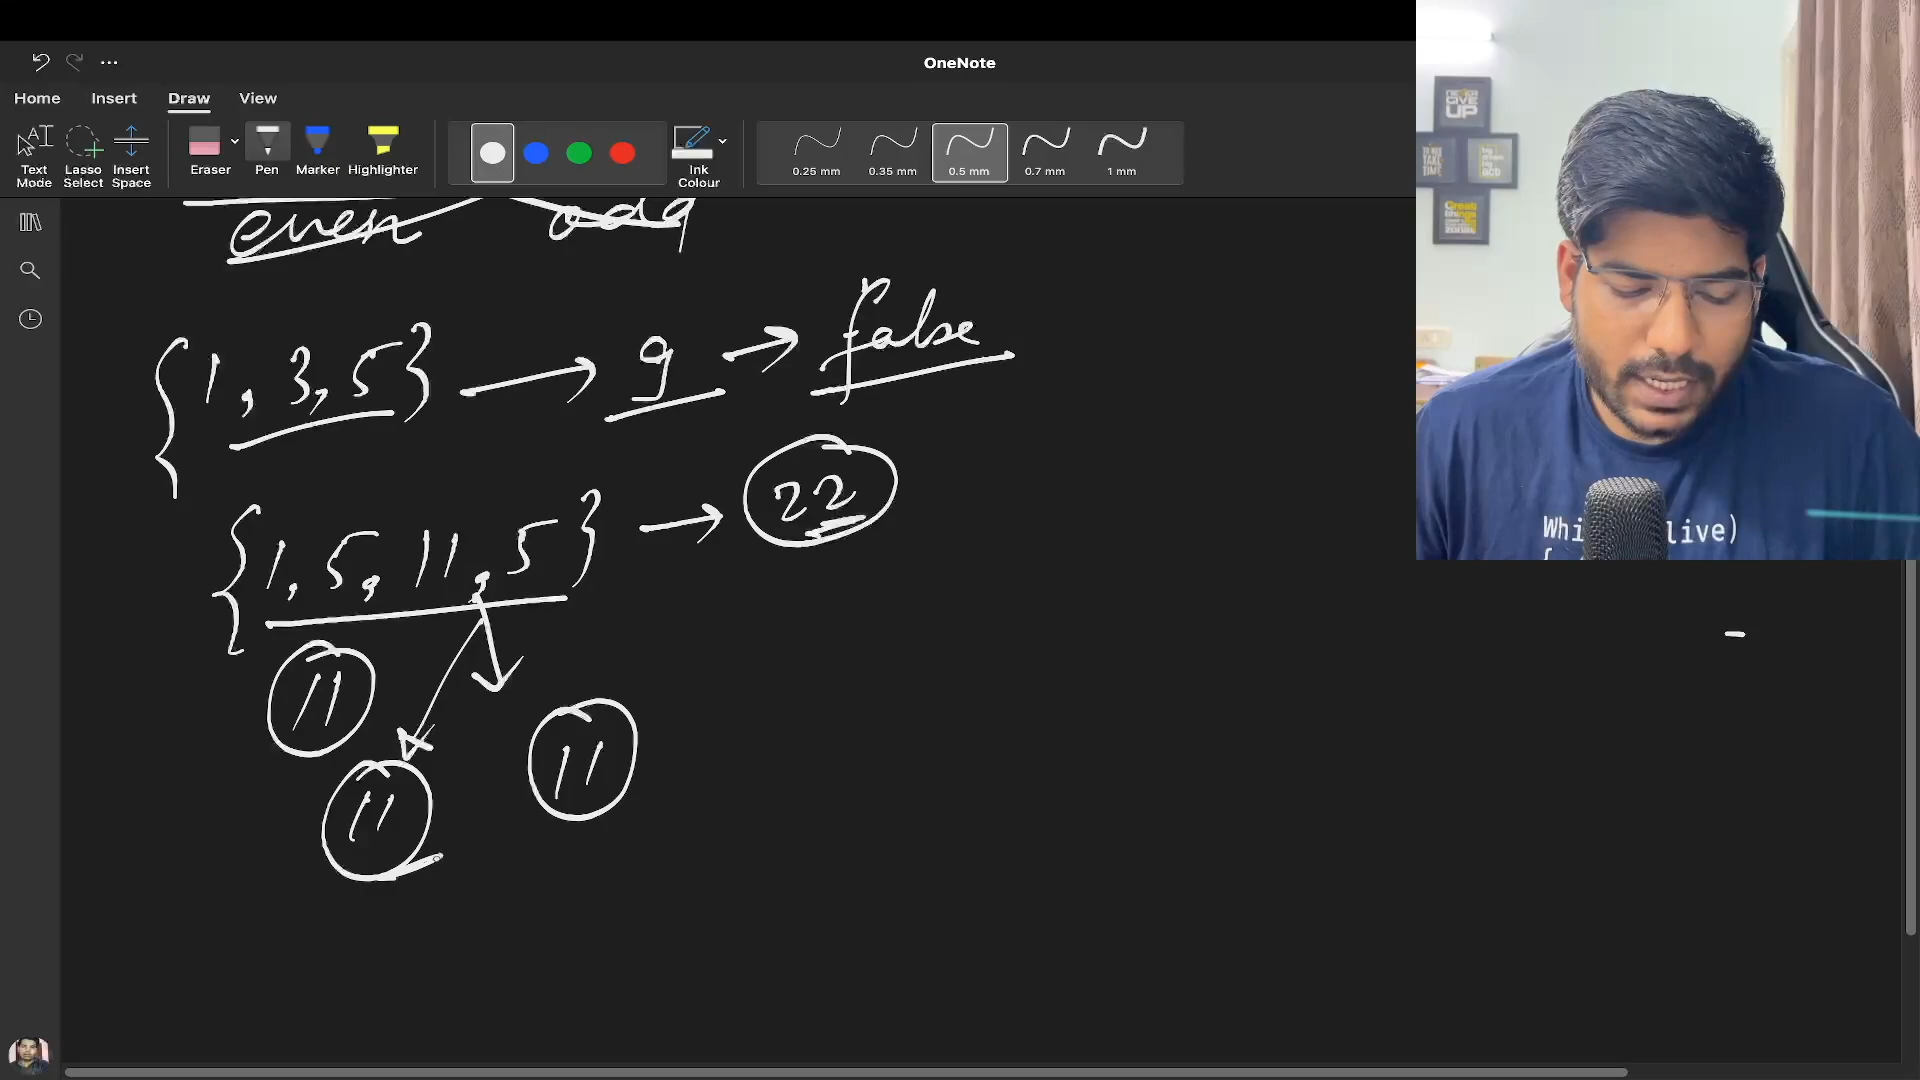 OneNote
Home Insert Draw View
Text Mode
Lasso Select
Insert Space
Eraser
Pen
Marker
Highlighter
Ink Colour
0.25 mm
0.35 mm
0.5 mm
0.7 mm
1 mm
even odd
{1, 3, 5} → 9 → false
{1, 5, 11, 5} → 22
11
11
11
NEVER GIVE UP
Great things
live)
{